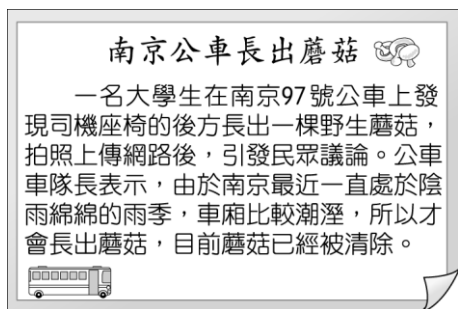 南京公車長出蘑菇
一名大學生在南京97號公車上發
現司機座椅的後方長出一棵野生蘑菇，
拍照上傳網路後，引發民眾議論。公車
車隊長表示，由於南京最近一直處於陰
雨綿綿的雨季，車廂比較潮溼，所以才
會長出蘑菇，目前蘑菇已經被清除。